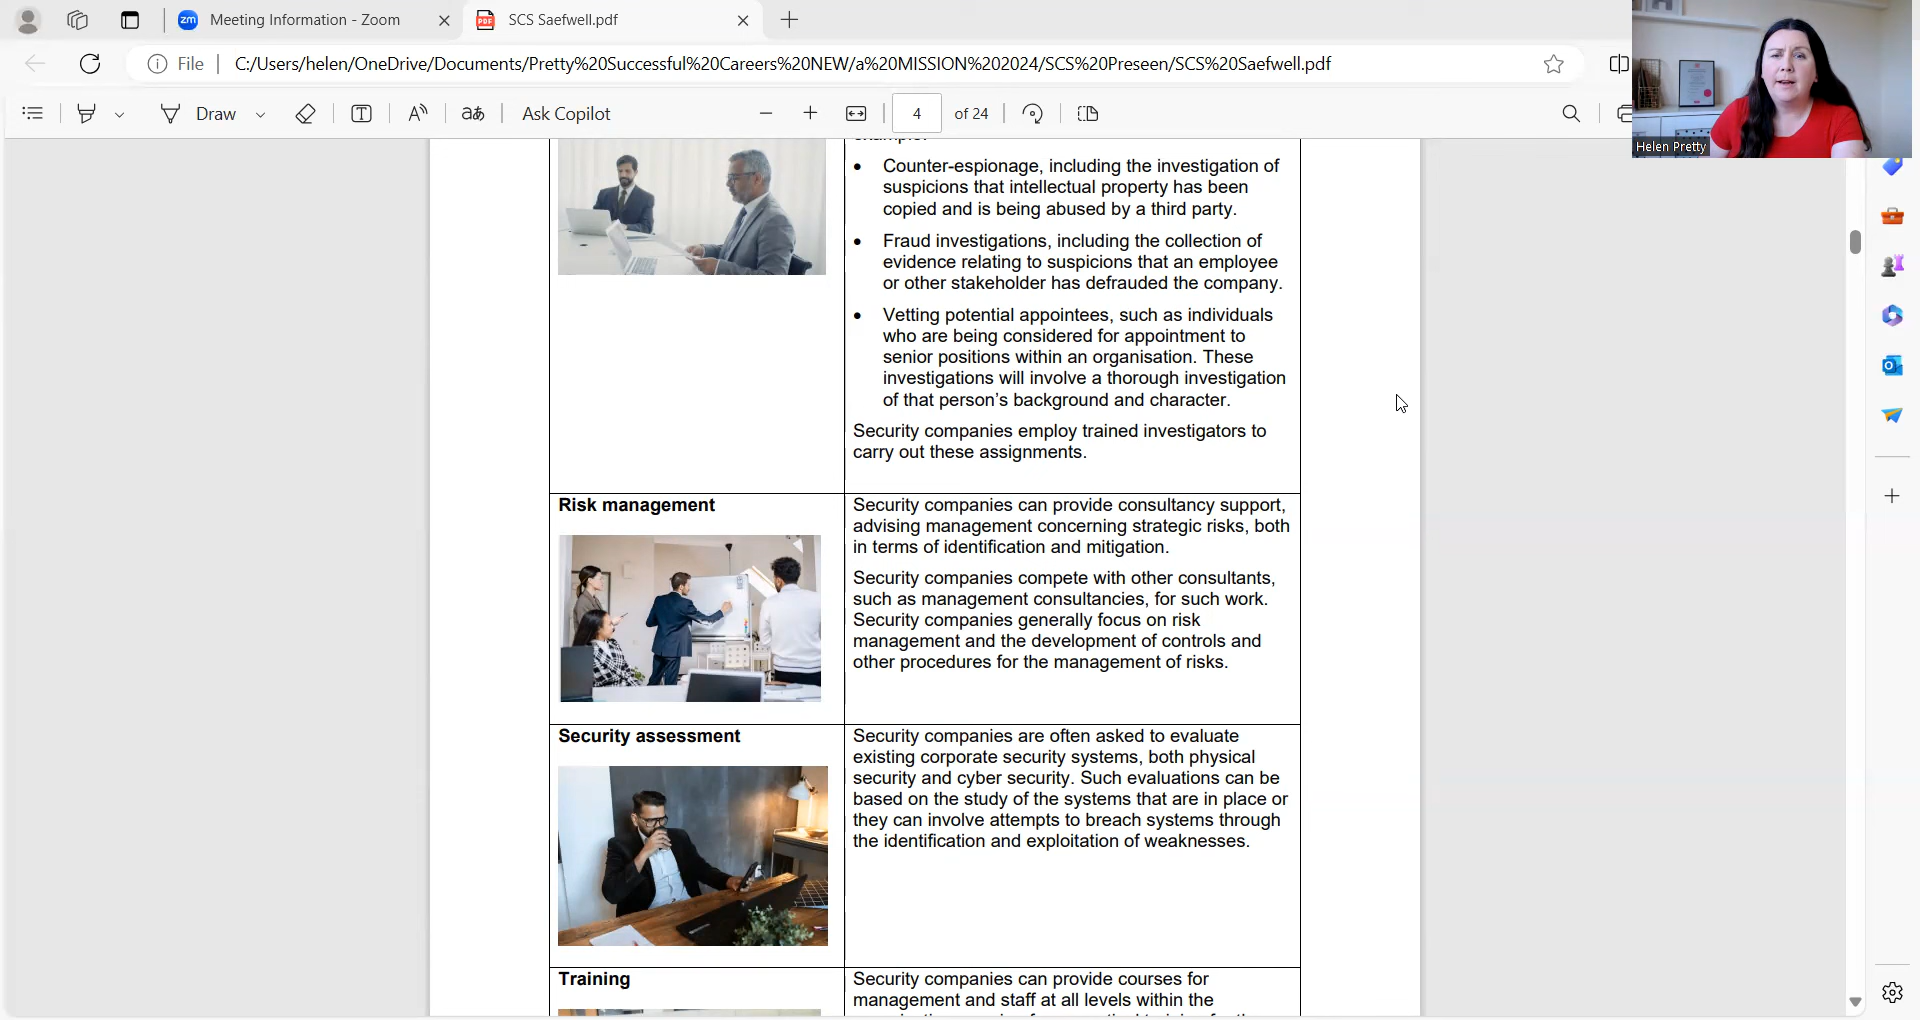 Meeting Information - Zoom
SCS Saefwell.pdf
File
C:/Users/helen/OneDrive/Documents/Pretty%20Successful%20Careers%20NEW/a%20MISSION%202024/SCS%20Preseen/SCS%20Saefwell.pdf
Draw
Ask Copilot
4 of 24
Helen Pretty
• Counter-espionage, including the investigation of
suspicions that intellectual property has been
copied and is being abused by a third party.
• Fraud investigations, including the collection of
evidence relating to suspicions that an employee
or other stakeholder has defrauded the company.
• Vetting potential appointees, such as individuals
who are being considered for appointment to
senior positions within an organisation. These
investigations will involve a thorough investigation
of that person's background and character.
Security companies employ trained investigators to
carry out these assignments.
Risk management
Security companies can provide consultancy support,
advising management concerning strategic risks, both
in terms of identification and mitigation.
Security companies compete with other consultants,
such as management consultancies, for such work.
Security companies generally focus on risk
management and the development of controls and
other procedures for the management of risks.
Security assessment
Security companies are often asked to evaluate
existing corporate security systems, both physical
security and cyber security. Such evaluations can be
based on the study of the systems that are in place or
they can involve attempts to breach systems through
the identification and exploitation of weaknesses.
Training
Security companies can provide courses for
management and staff at all levels within the